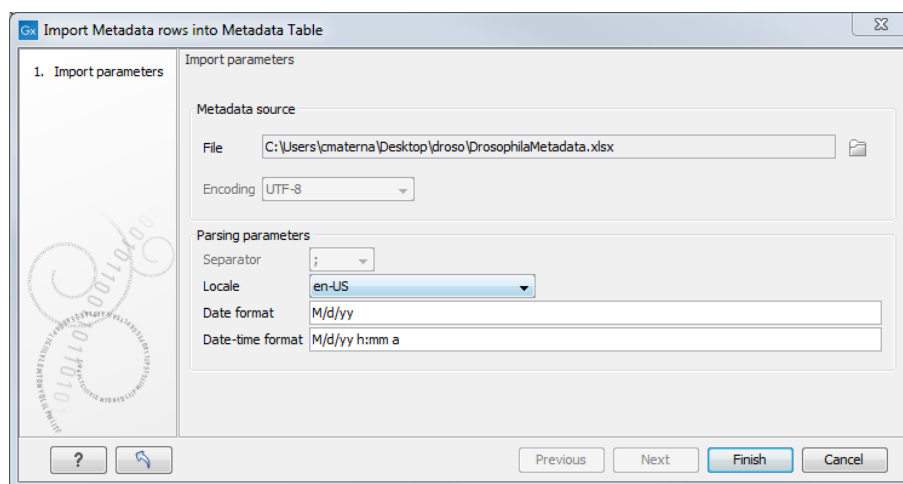 Gx Import Metadata rows into Metadata Table
1. Import parameters
Import parameters
Metadata source
File C:\Users\cmaterna\Desktop\droso\DrosophilaMetadata.xlsx
Encoding UTF-8
Parsing parameters
Separator ;
Locale en-US
Date format M/d/yy
Date-time format M/d/yy h:mm a
? Previous Next Finish Cancel